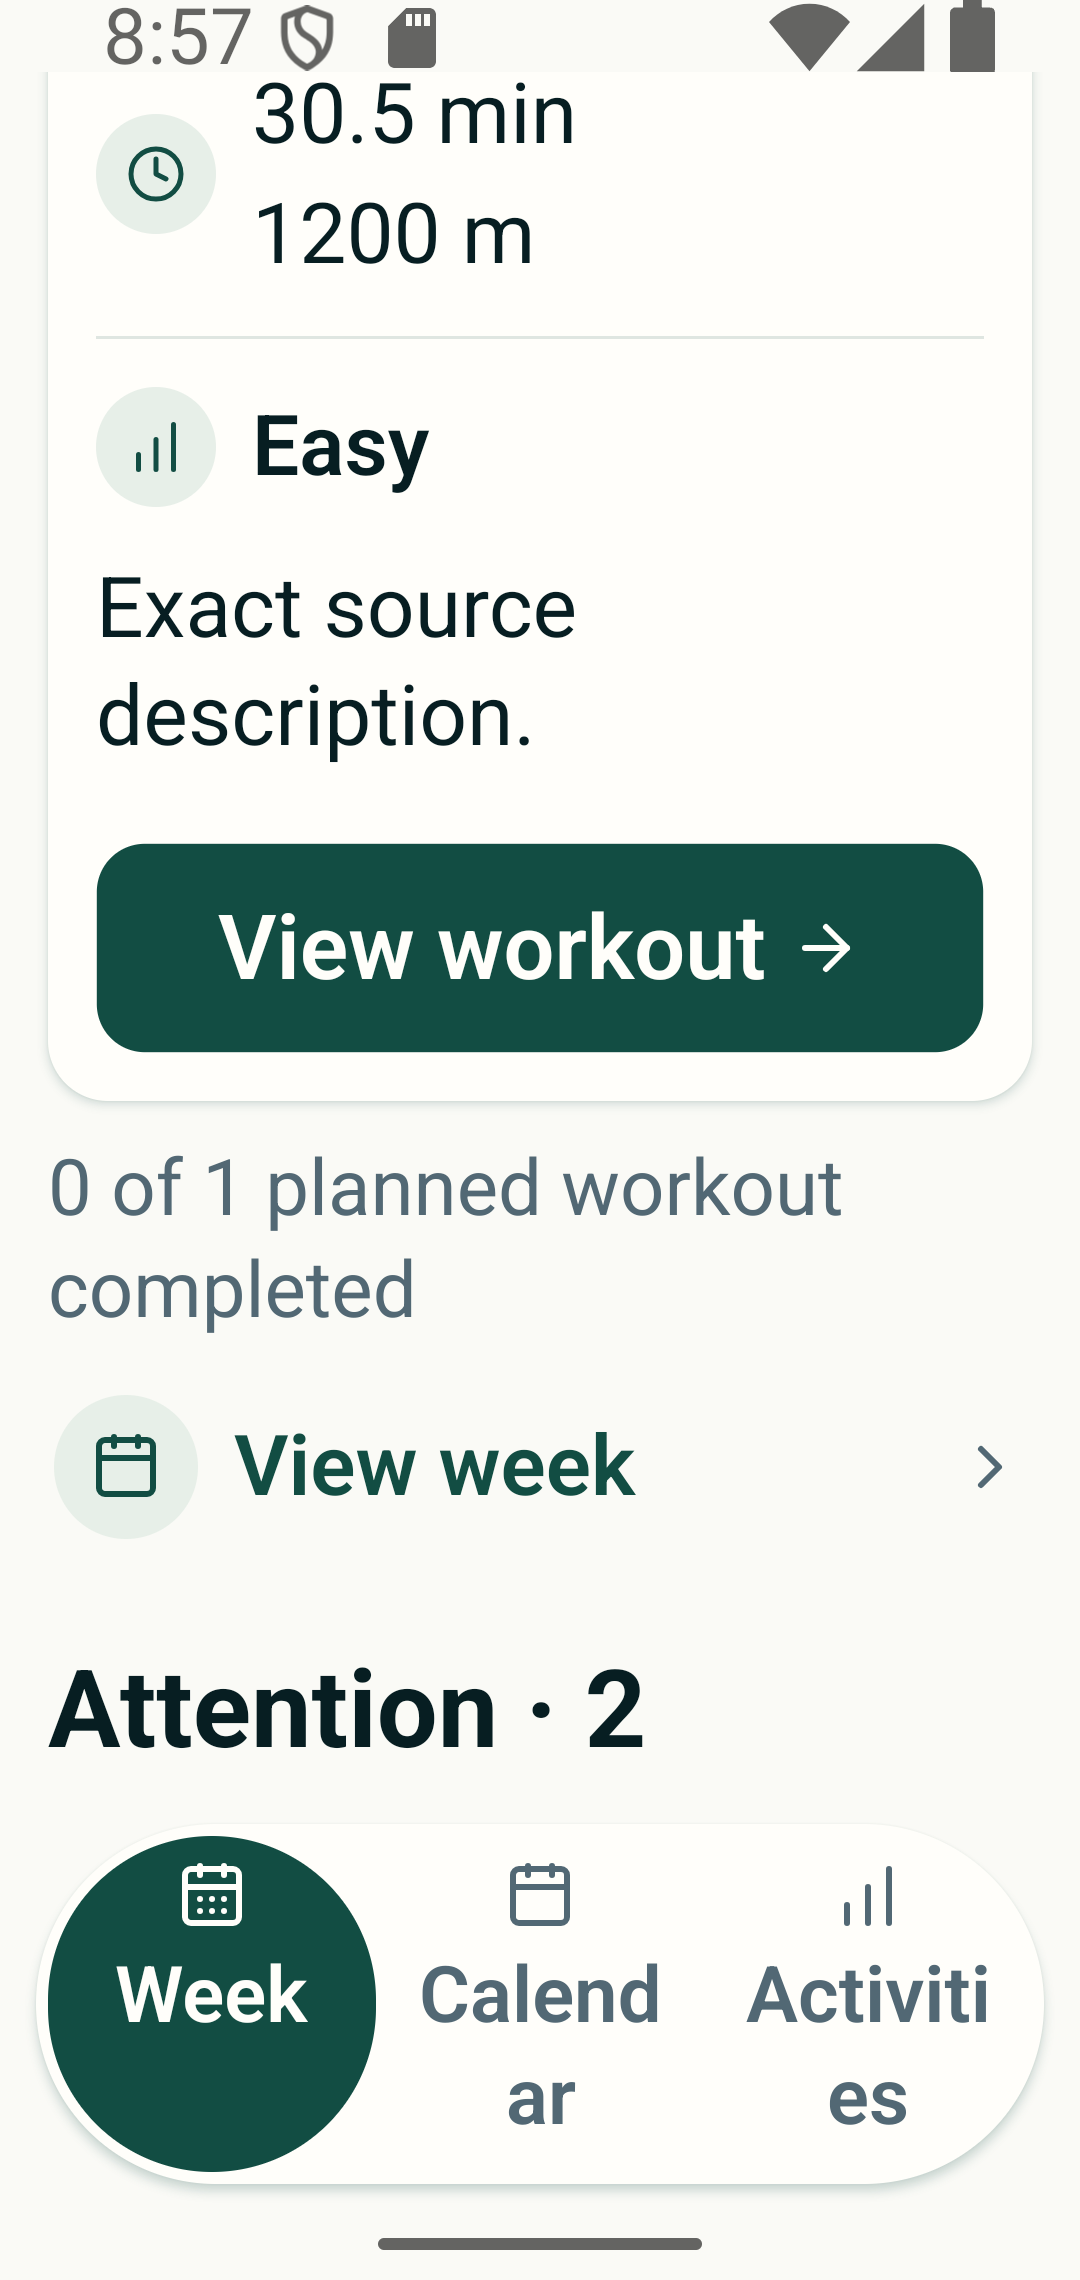 8:57
30.5 min
1200 m
Easy
Exact source
description.
View workout
0 of 1 planned workout
completed
View week
Attention · 2
Week
Calend
ar
Activiti
es